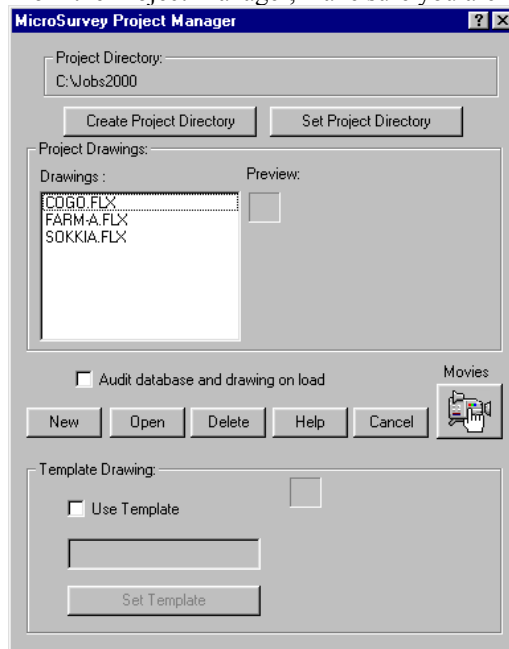 MicroSurvey Project Manager
Project Directory:
C:\Jobs2000
Create Project Directory Set Project Directory
Project Drawings:
Drawings : Preview:
COGO.FLX
FARM-A.FLX
SOKKIA.FLX
Audit database and drawing on load
Movies
New Open Delete Help Cancel
Template Drawing:
Use Template
Set Template